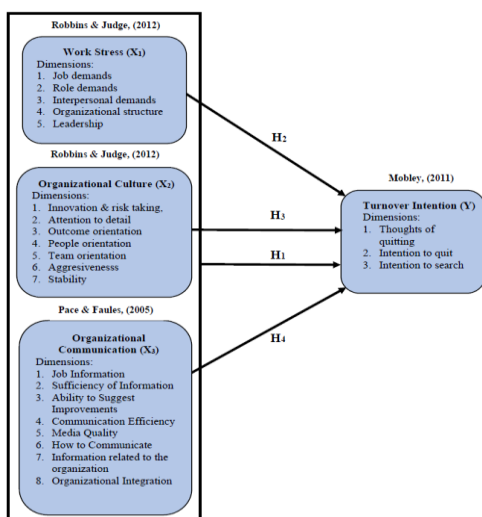 Robbins & Judge, (2012)
Work Stress (X₁)
Dimensions:
1. Job demands
2. Role demands
3. Interpersonal demands
4. Organizational structure
5. Leadership
H₂
Robbins & Judge, (2012)
Organizational Culture (X₂)
Dimensions:
1. Innovation & risk taking,
2. Attention to detail
3. Outcome orientation
4. People orientation
5. Team orientation
6. Aggresivenesss
7. Stability
H₃
H₁
Mobley, (2011)
Turnover Intention (Y)
Dimensions:
1. Thoughts of
quitting
2. Intention to quit
3. Intention to search
Pace & Faules, (2005)
Organizational
Communication (X₃)
Dimensions:
1. Job Information
2. Sufficiency of Information
3. Ability to Suggest
Improvements
4. Communication Efficiency
5. Media Quality
6. How to Communicate
7. Information related to the
organization
8. Organizational Integration
H₄